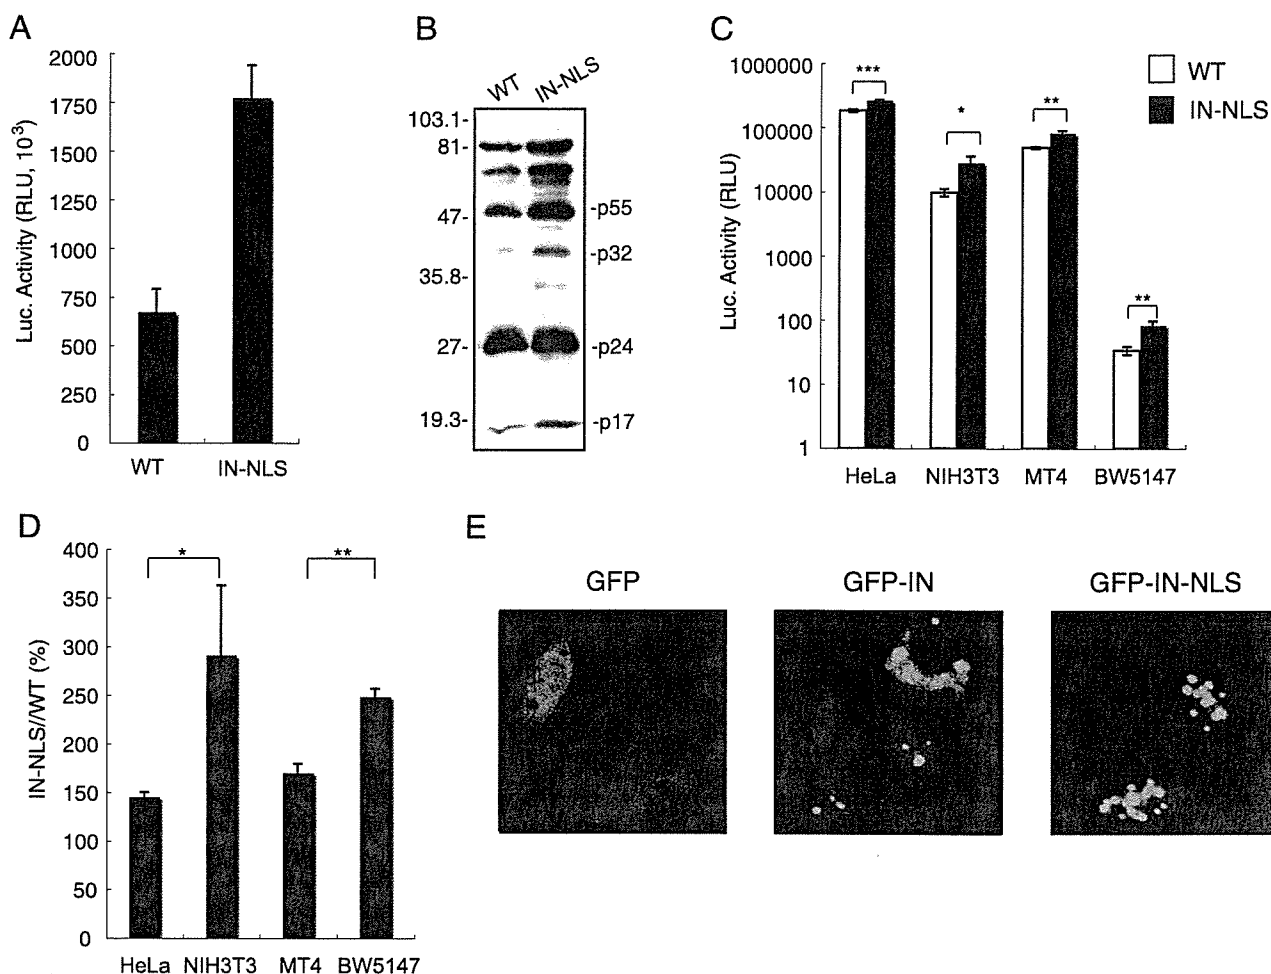 A
Luc. Activity (RLU, 10³)
2000
1750
1500
1250
1000
750
500
250
0
WT
IN-NLS
B
WT
IN-NLS
103.1-
81-
47-
35.8-
27-
19.3-
-p55
-p32
-p24
-p17
C
WT
IN-NLS
Luc. Activity (RLU)
1000000
100000
10000
1000
100
10
1
***
*
**
**
HeLa
NIH3T3
MT4
BW5147
D
IN-NLS//WT (%)
400
350
300
250
200
150
100
50
0
*
**
HeLa
NIH3T3
MT4
BW5147
E
GFP
GFP-IN
GFP-IN-NLS